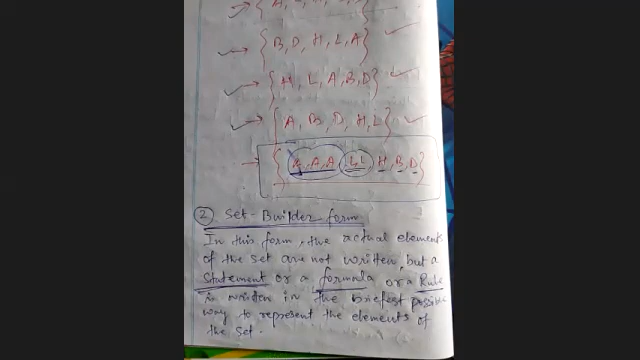 { B, D, H, L, A }
{ H, L, A, B, D }
{ A, B, D, H, L }
{ A, A, A, L, L, H, B, D }
② Set-Builder form
In this form, the actual elements
of the set are not written, but a
statement or a formula or a Rule
is written in the briefest possible
way to represent the elements of
the set.